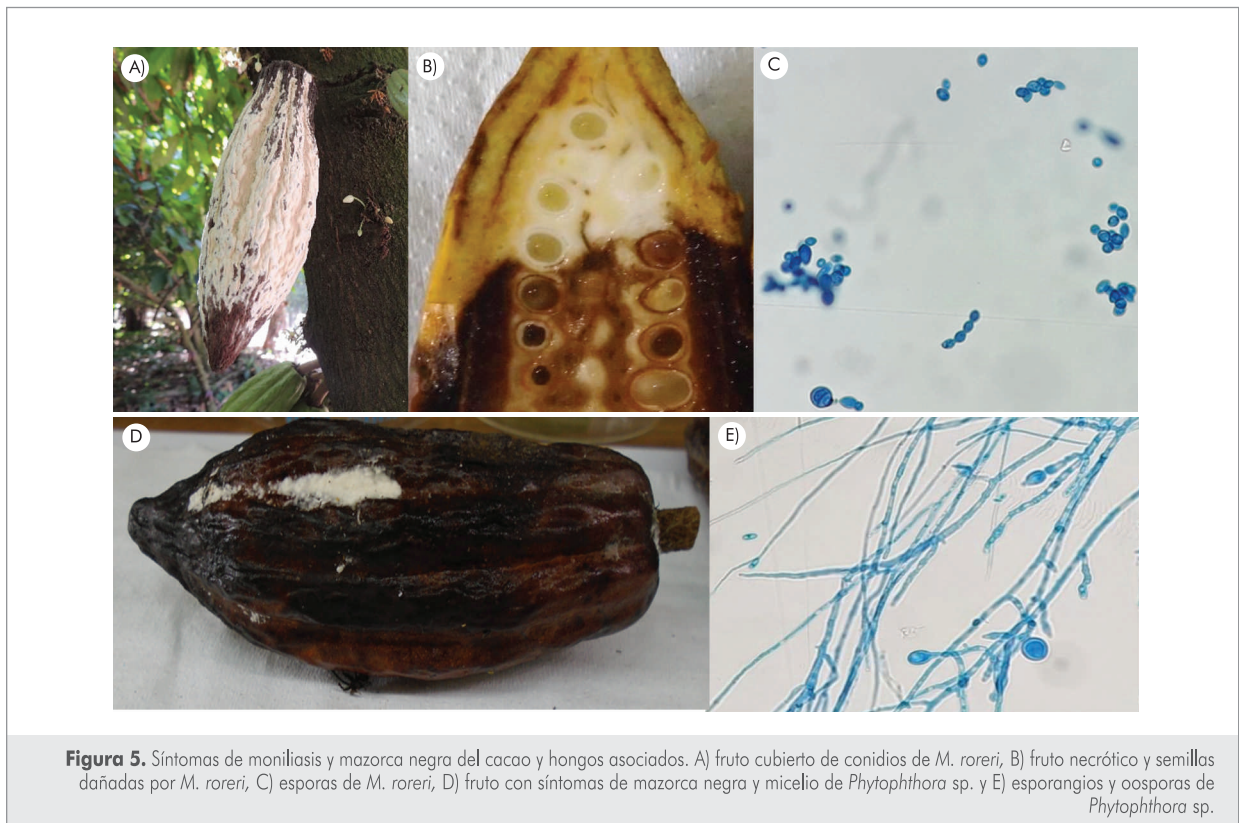 A)
B)
C
D
E)
Figura 5. Síntomas de moniliasis y mazorca negra del cacao y hongos asociados. A) fruto cubierto de conidios de M. roreri, B) fruto necrótico y semillas
dañadas por M. roreri, C) esporas de M. roreri, D) fruto con síntomas de mazorca negra y micelio de Phytophthora sp. y E) esporangios y oosporas de
Phytophthora sp.